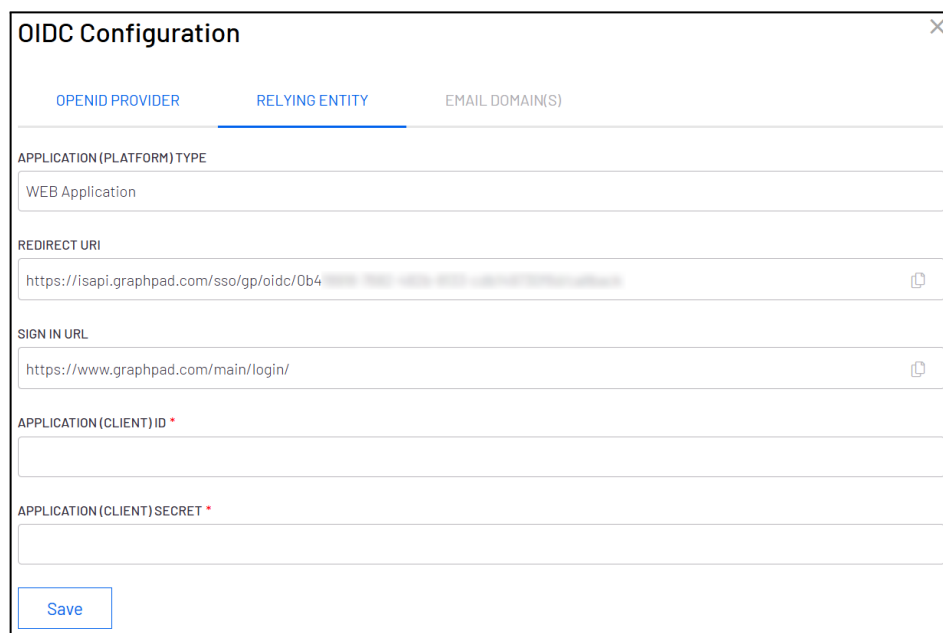 OIDC Configuration
OPENID PROVIDER RELYING ENTITY EMAIL DOMAIN(S)
APPLICATION (PLATFORM) TYPE
WEB Application
REDIRECT URI
https://isapi.graphpad.com/sso/gp/oidc/0b4
SIGN IN URL
https://www.graphpad.com/main/login/
APPLICATION (CLIENT) ID *
APPLICATION (CLIENT) SECRET *
Save